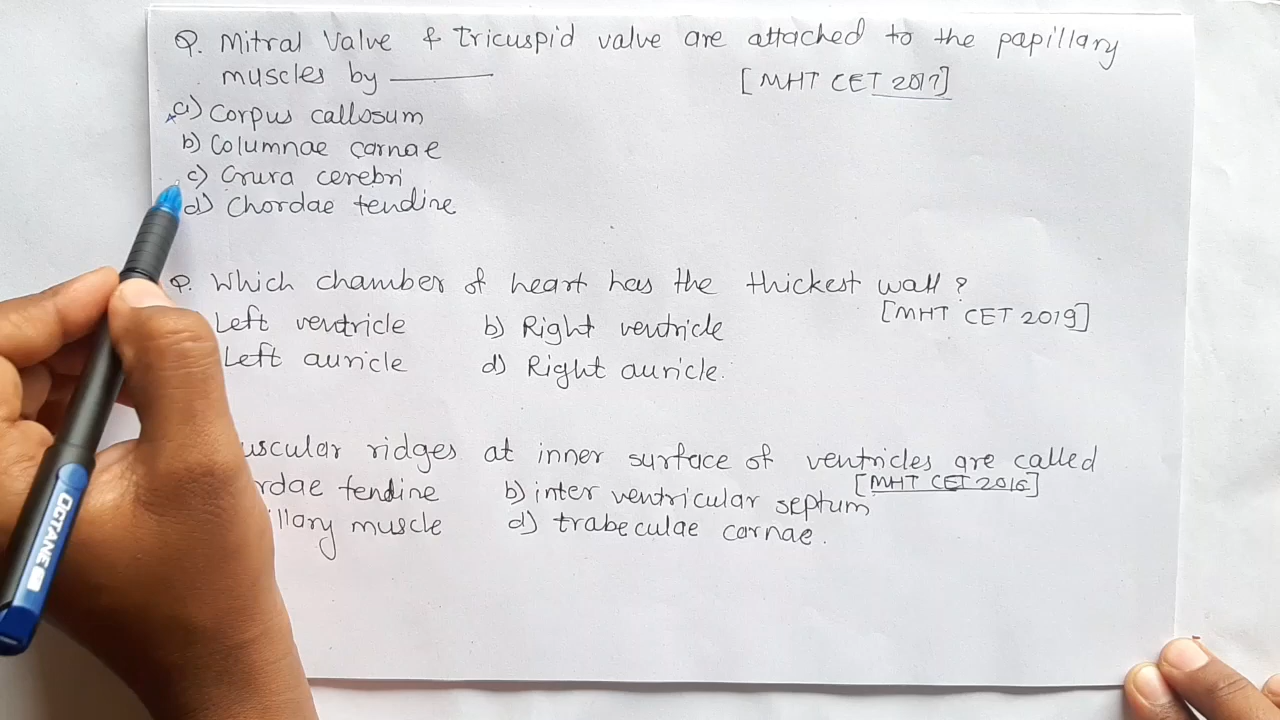 Q. Mitral Valve & tricuspid valve are attached to the papillary
muscles by ______ [MHT CET 2017]
a) Corpus callosum
b) Columnae carnae
c) Crura cerebri
d) Chordae tendine
Q. Which chamber of heart has the thickest wall?
[MHT CET 2019]
Left ventricle b) Right ventricle
Left auricle d) Right auricle.
uscular ridges at inner surface of ventricles are called
[MHT CET 2016]
rdae tendine b) inter ventricular septum
illary muscle d) trabeculae carnae.
OCTANE